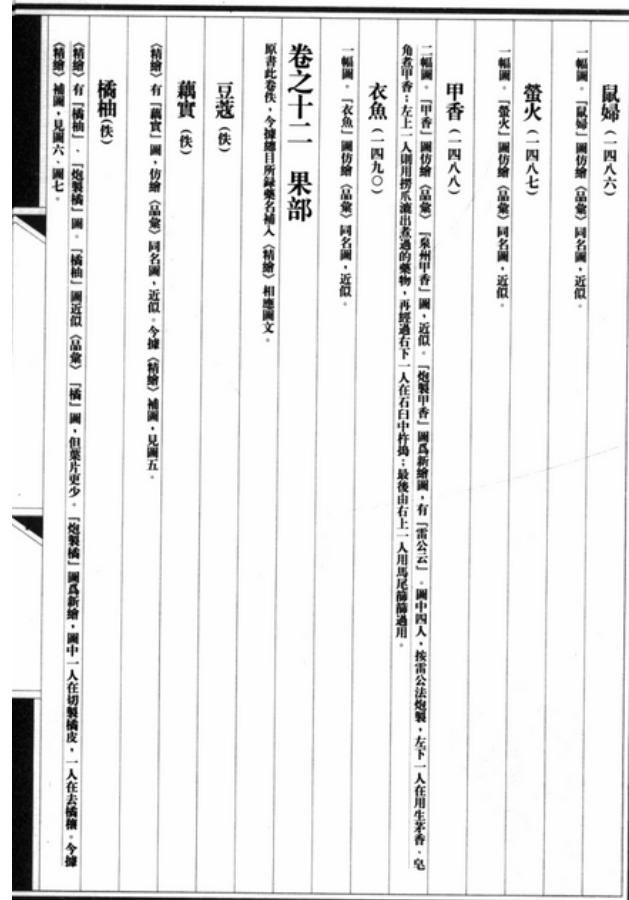 鼠婦（一四八六）
一幅圖。「鼠婦」圖仿繪〈品彙〉同名圖，近似。
螢火（一四八七）
一幅圖。「螢火」圖仿繪〈品彙〉同名圖，近似。
甲香（一四八八）
二幅圖。「甲香」圖仿繪〈品彙〉「泉州甲香」圖，近似。「炮製甲香」圖爲新繪圖，有「雷公云」。圖中四人，按雷公法炮製，左下一人在用生茅香、皂
角煮甲香；左上一人則用撈爪漉出煮過的藥物，再經過右下一人在石臼中杵搗；最後由右上一人用馬尾篩篩過用。
衣魚（一四九〇）
一幅圖。「衣魚」圖仿繪〈品彙〉同名圖，近似。
卷之十二　果部
原書此卷佚，今據總目所録藥名補入〈精繪〉相應圖文。
豆蔻（佚）
藕實（佚）
〈精繪〉有「藕實」圖，仿繪〈品彙〉同名圖，近似。今據〈精繪〉補圖，見圖五。
橘柚（佚）
〈精繪〉有「橘柚」、「炮製橘」圖。「橘柚」圖近似〈品彙〉「橘」圖，但葉片更少。「炮製橘」圖爲新繪，圖中一人在切製橘皮，一人在去橘穰。今據
〈精繪〉補圖，見圖六、圖七。